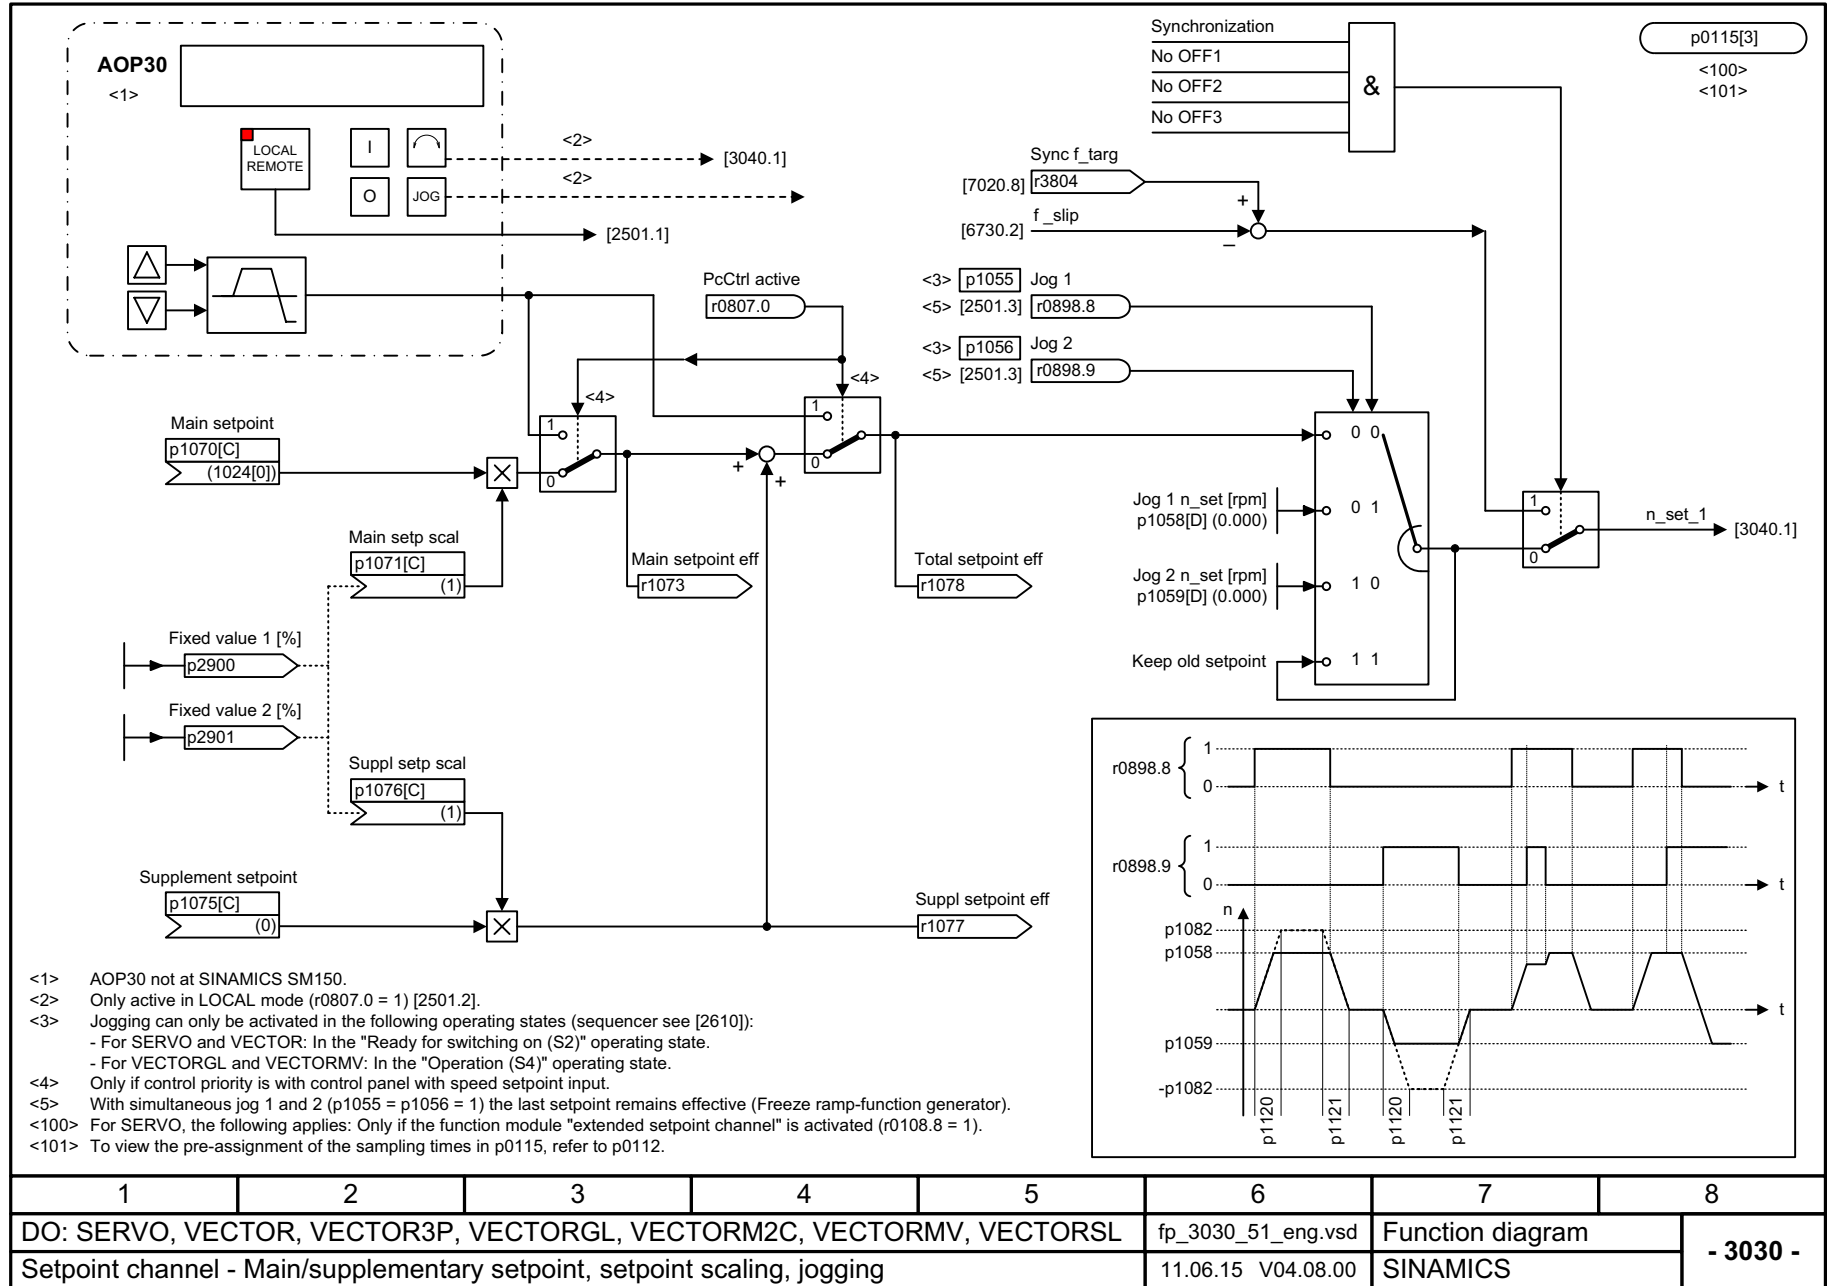 AOP30
<1>
LOCAL
REMOTE
I
O
JOG
<2>
[3040.1]
<2>
[2501.1]
Synchronization
No OFF1
No OFF2
No OFF3
&
p0115[3]
<100>
<101>
Sync f_targ
[7020.8] r3804
+
f _slip
[6730.2]
–
PcCtrl active
r0807.0
<3> p1055 Jog 1
<5> [2501.3] r0898.8
<3> p1056 Jog 2
<5> [2501.3] r0898.9
<4>
<4>
1
0
1
0
+
+
Main setpoint
p1070[C]
(1024[0])
Main setp scal
p1071[C]
(1)
Main setpoint eff
r1073
Total setpoint eff
r1078
0 0
Jog 1 n_set [rpm]
p1058[D] (0.000)
0 1
Jog 2 n_set [rpm]
p1059[D] (0.000)
1 0
Keep old setpoint
1 1
1
0
n_set_1
[3040.1]
Fixed value 1 [%]
p2900
Fixed value 2 [%]
p2901
Suppl setp scal
p1076[C]
(1)
Supplement setpoint
p1075[C]
(0)
Suppl setpoint eff
r1077
r0898.8
1
0
t
r0898.9
1
0
t
n
p1082
p1058
t
p1059
-p1082
p1120
p1121
p1120
p1121
<1> AOP30 not at SINAMICS SM150.
<2> Only active in LOCAL mode (r0807.0 = 1) [2501.2].
<3> Jogging can only be activated in the following operating states (sequencer see [2610]):
- For SERVO and VECTOR: In the "Ready for switching on (S2)" operating state.
- For VECTORGL and VECTORMV: In the "Operation (S4)" operating state.
<4> Only if control priority is with control panel with speed setpoint input.
<5> With simultaneous jog 1 and 2 (p1055 = p1056 = 1) the last setpoint remains effective (Freeze ramp-function generator).
<100> For SERVO, the following applies: Only if the function module "extended setpoint channel" is activated (r0108.8 = 1).
<101> To view the pre-assignment of the sampling times in p0115, refer to p0112.
1 2 3 4 5 6 7 8
DO: SERVO, VECTOR, VECTOR3P, VECTORGL, VECTORM2C, VECTORMV, VECTORSL
fp_3030_51_eng.vsd
Function diagram
- 3030 -
Setpoint channel - Main/supplementary setpoint, setpoint scaling, jogging
11.06.15 V04.08.00
SINAMICS